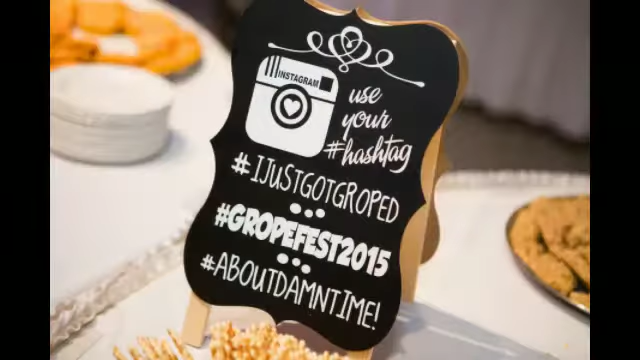 INSTAGRAM
use
your
#hashtag
#IJUSTGOTGROPED
#GROPEFEST2015
#ABOUTDAMNTIME!